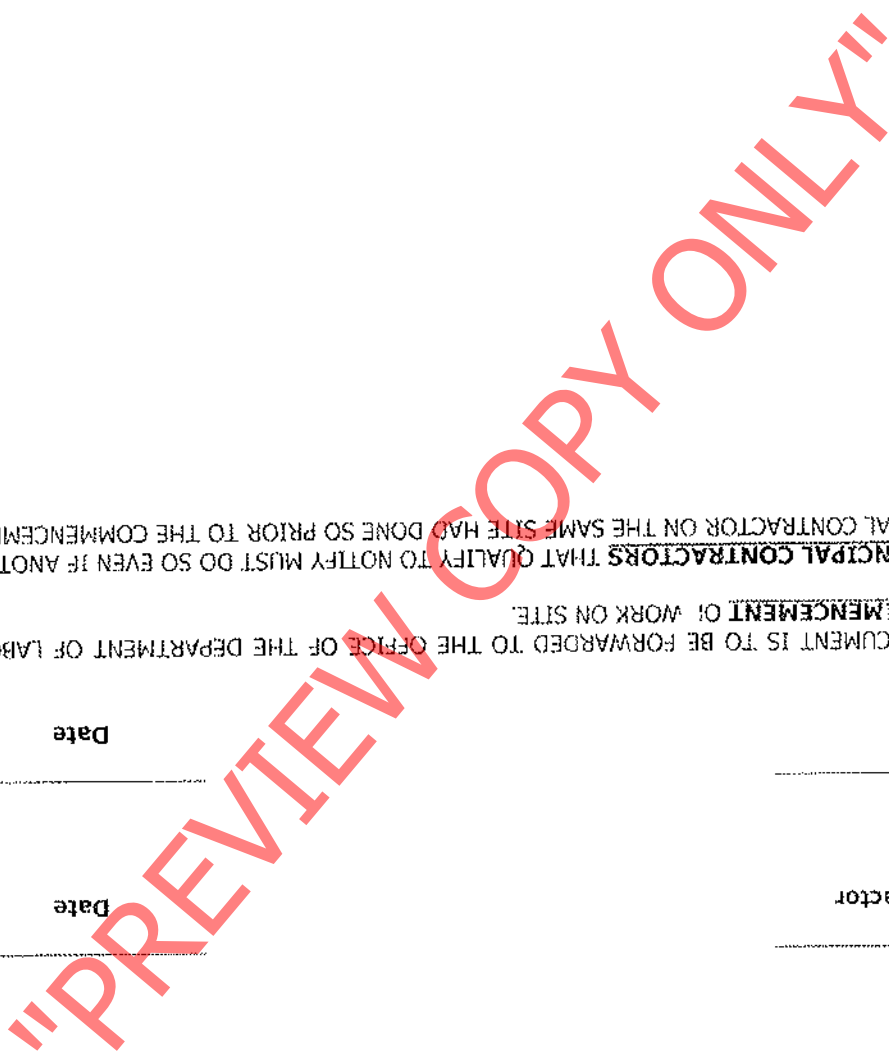 actor Date
Date
CUMENT IS TO BE FORWARDED TO THE OFFICE OF THE DEPARTMENT OF LABO
MENCEMENT OF WORK ON SITE.
NCIPAL CONTRACTORS THAT QUALIFY TO NOTIFY MUST DO SO EVEN IF ANOT
AL CONTRACTOR ON THE SAME SITE HAD DONE SO PRIOR TO THE COMMENCEM
"PREVIEW COPY ONLY"